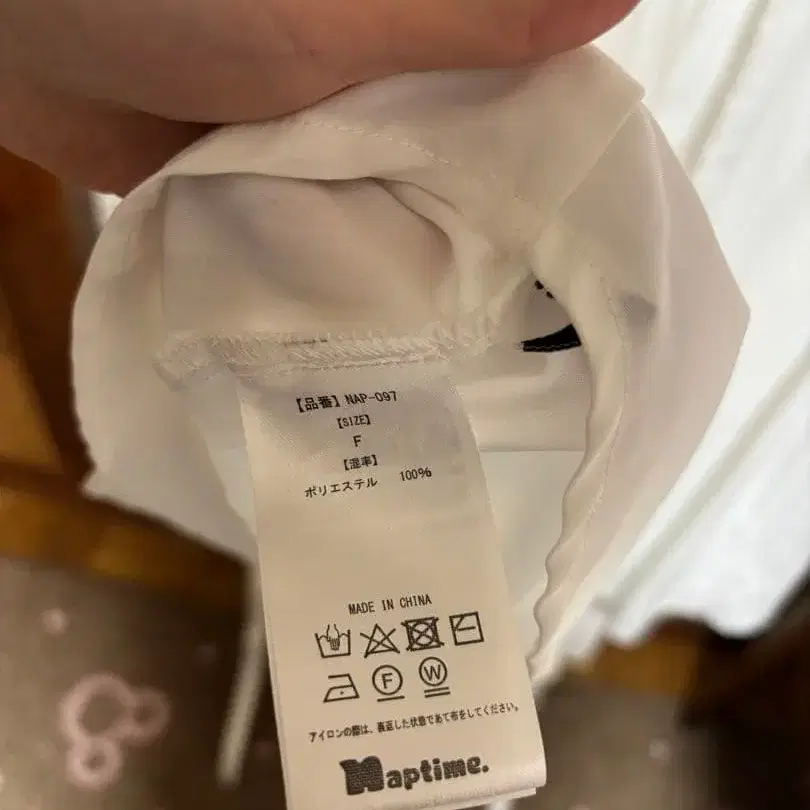 【品番】NAP-097
【SIZE】
F
【混率】
ポリエステル 100%
MADE IN CHINA
F W
アイロンの際は、裏返した状態であて布をしてください。
Naptime.